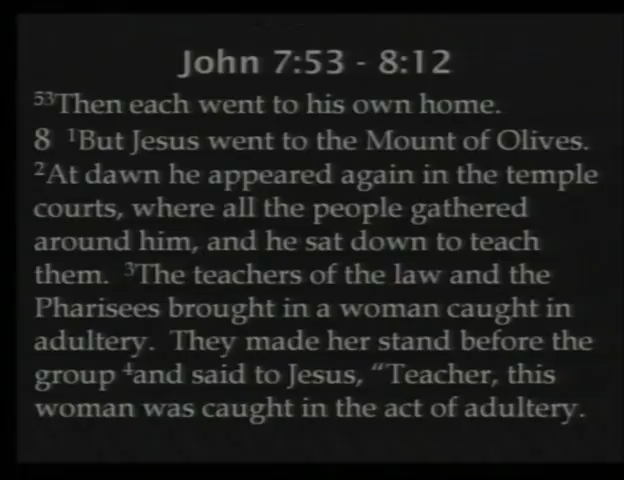 John 7:53 - 8:12
⁵³Then each went to his own home.
8 ¹But Jesus went to the Mount of Olives.
²At dawn he appeared again in the temple
courts, where all the people gathered
around him, and he sat down to teach
them. ³The teachers of the law and the
Pharisees brought in a woman caught in
adultery. They made her stand before the
group ⁴and said to Jesus, “Teacher, this
woman was caught in the act of adultery.